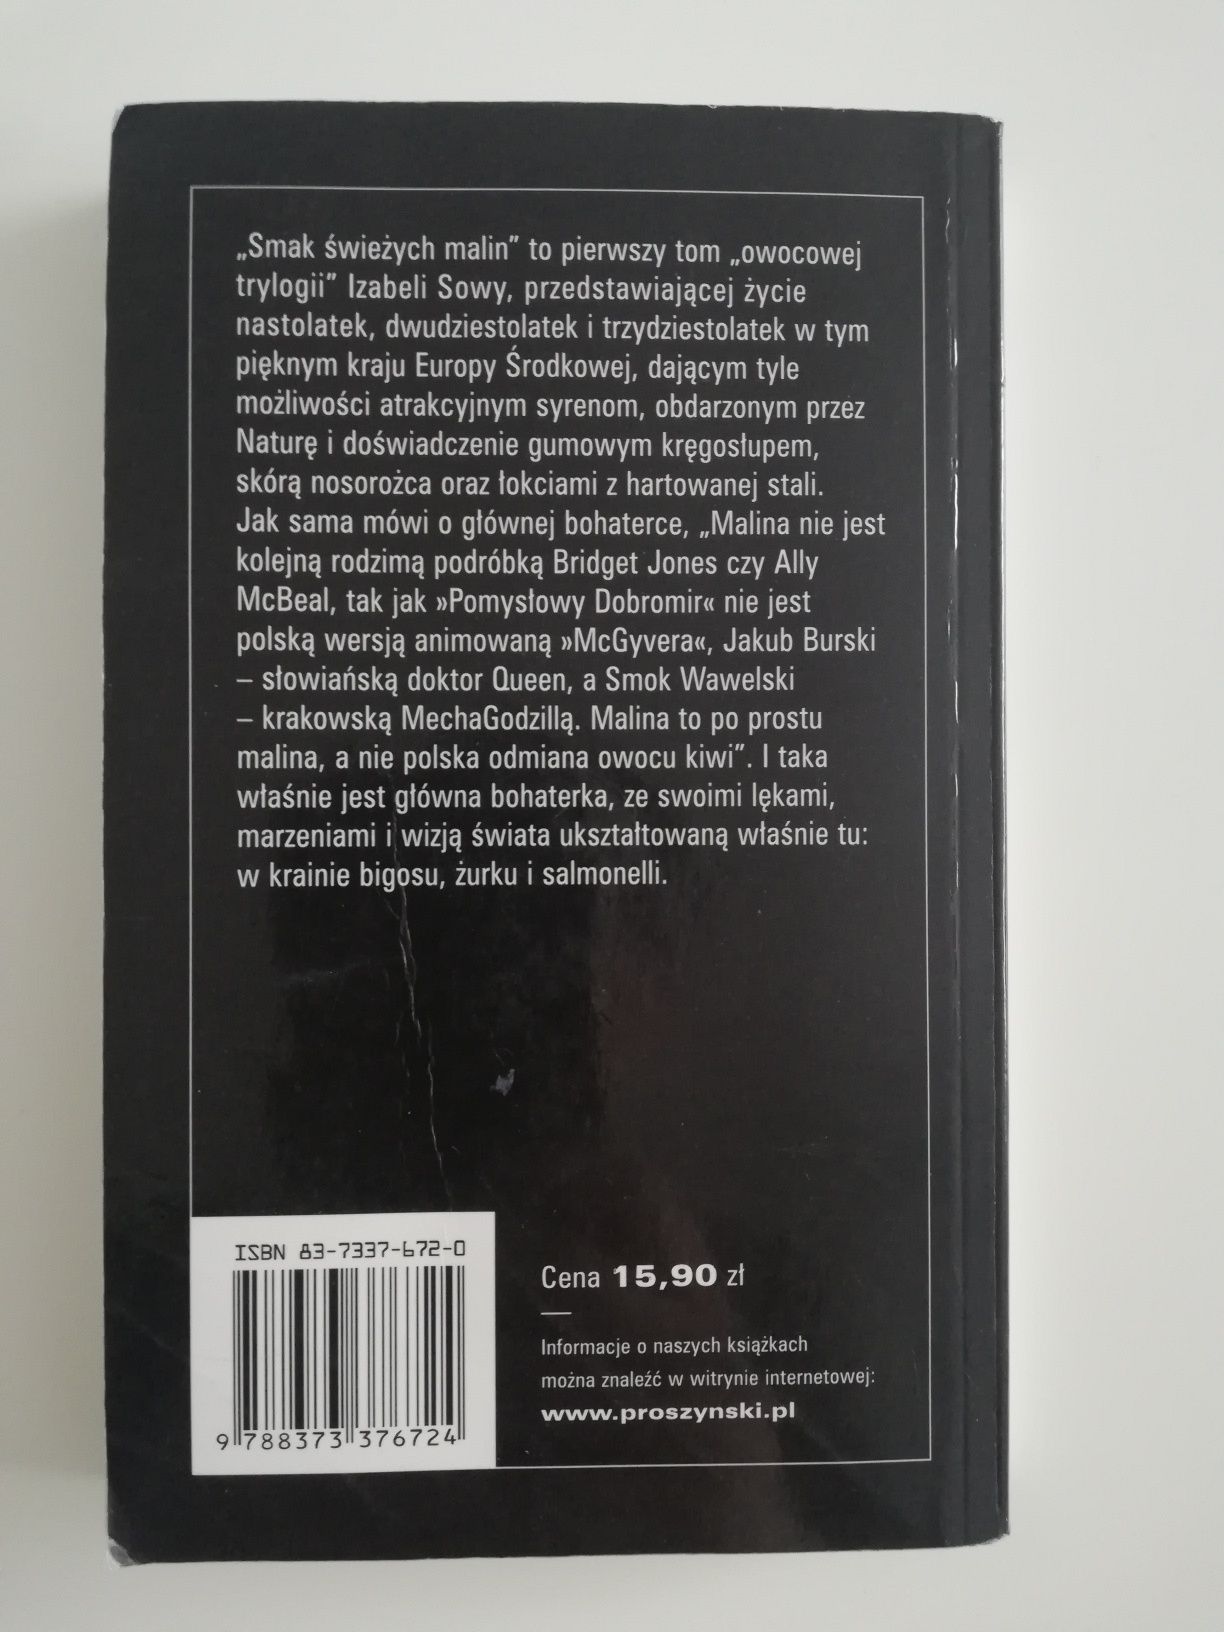 „Smak świeżych malin” to pierwszy tom „owocowej
trylogii” Izabeli Sowy, przedstawiającej życie
nastolatek, dwudziestolatek i trzydziestolatek w tym
pięknym kraju Europy Środkowej, dającym tyle
możliwości atrakcyjnym syrenom, obdarzonym przez
Naturę i doświadczenie gumowym kręgosłupem,
skórą nosorożca oraz łokciami z hartowanej stali.
Jak sama mówi o głównej bohaterce, „Malina nie jest
kolejną rodzimą podróbką Bridget Jones czy Ally
McBeal, tak jak »Pomysłowy Dobromir« nie jest
polską wersją animowaną »McGyvera«, Jakub Burski
– słowiańską doktor Queen, a Smok Wawelski
– krakowską MechaGodzillą. Malina to po prostu
malina, a nie polska odmiana owocu kiwi”. I taka
właśnie jest główna bohaterka, ze swoimi lękami,
marzeniami i wizją świata ukształtowaną właśnie tu:
w krainie bigosu, żurku i salmonelli.
ISBN 83-7337-672-0
9 788373 376724
Cena 15,90 zł
Informacje o naszych książkach
można znaleźć w witrynie internetowej:
www.proszynski.pl